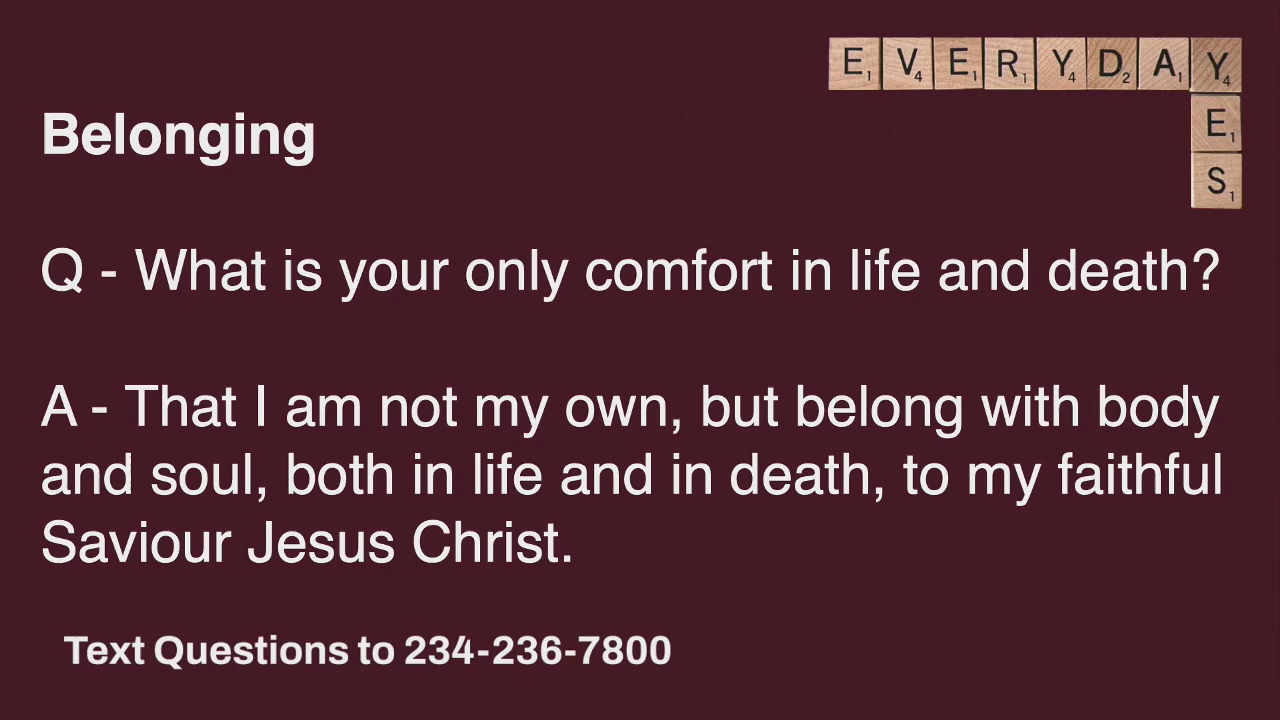 EVERYDAY
YES
Belonging
Q - What is your only comfort in life and death?
A - That I am not my own, but belong with body
and soul, both in life and in death, to my faithful
Saviour Jesus Christ.
Text Questions to 234-236-7800